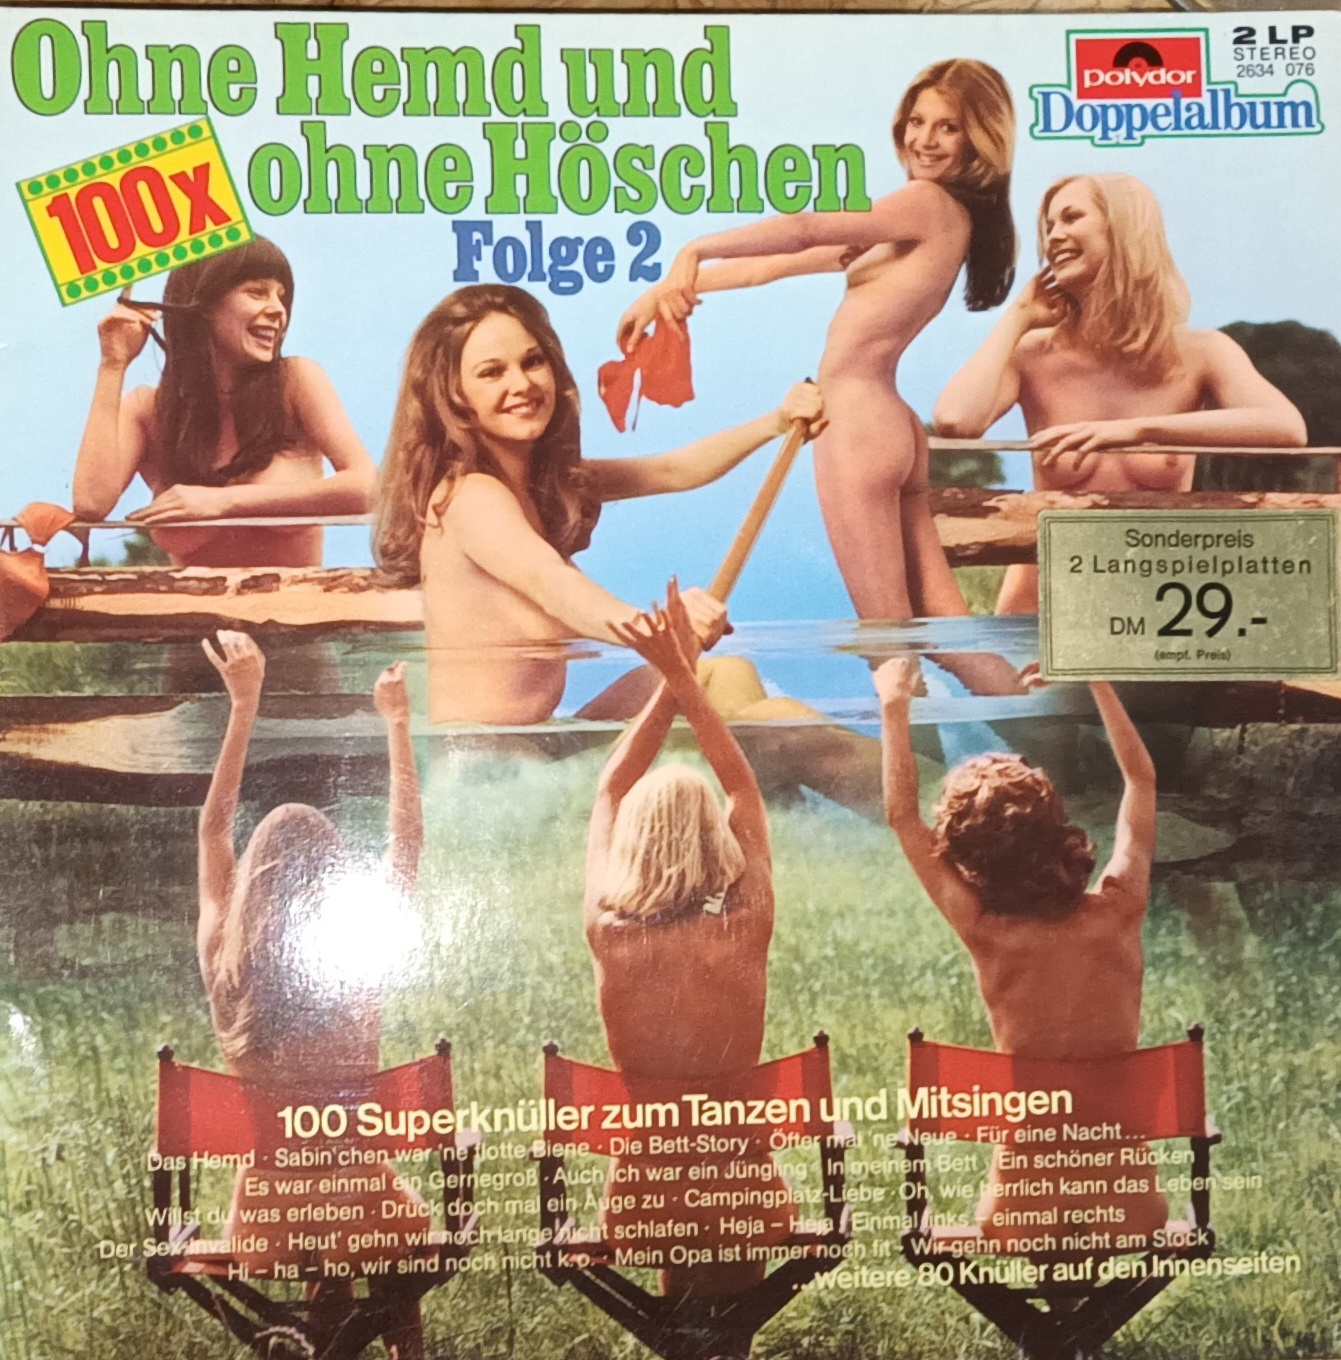 Ohne Hemd und
ohne Höschen
100x
Folge 2
polydor
Doppelalbum
2 LP
STEREO
2634 076
Sonderpreis
2 Langspielplatten
DM 29.-
(empf. Preis)
100 Superknüller zum Tanzen und Mitsingen
Das Hemd · Sabin'chen war 'ne flotte Biene · Die Bett-Story · Öfter mal 'ne Neue · Für eine Nacht...
Es war einmal ein Gernegroß · Auch ich war ein Jüngling · In meinem Bett · Ein schöner Rücken
Willst du was erleben · Drück doch mal ein Auge zu · Campingplatz-Liebe · Oh, wie herrlich kann das Leben sein
Der Sex-Invalide · Heut' gehn wir noch lange nicht schlafen · Heja – Heja · Einmal links – einmal rechts
Hi – ha – ho, wir sind noch nicht k.o. · Mein Opa ist immer noch fit · Wir gehn noch nicht am Stock
...weitere 80 Knüller auf den Innenseiten